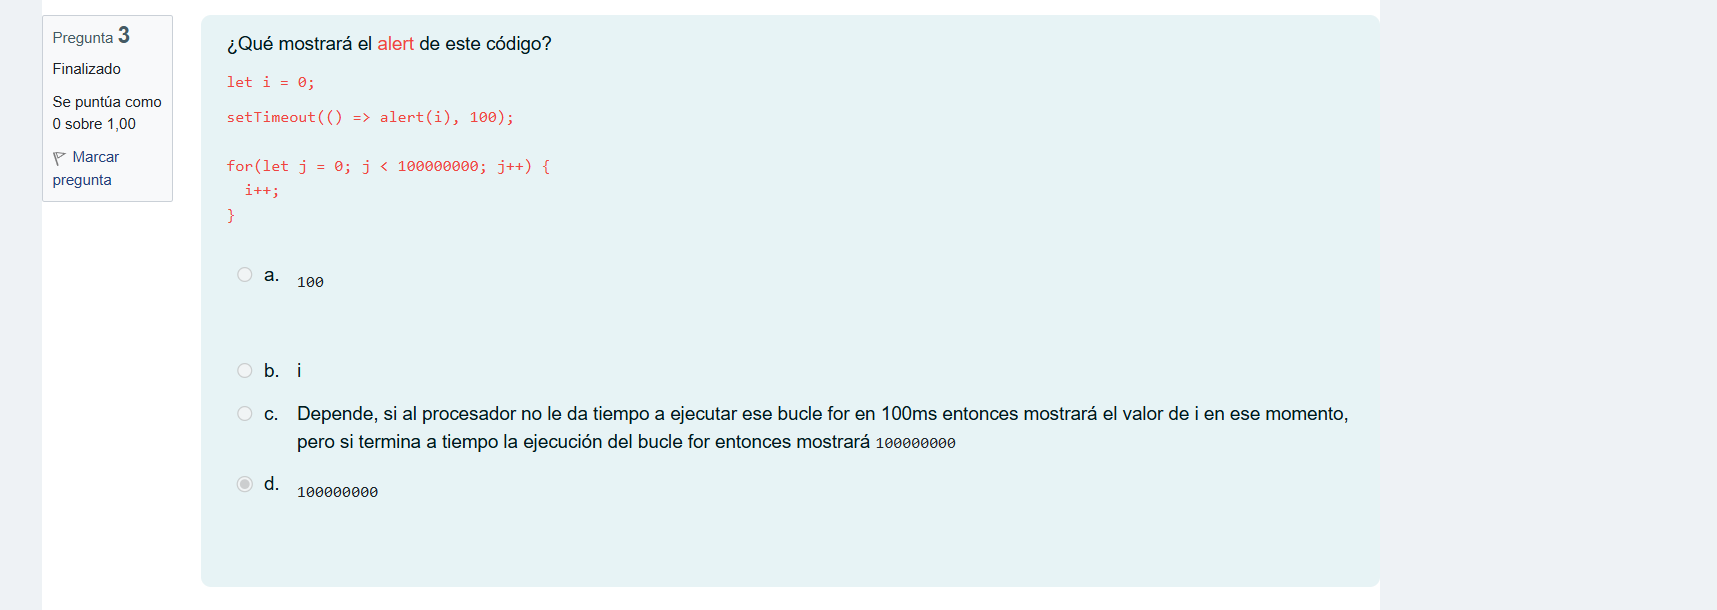 Pregunta 3
Finalizado
Se puntúa como
0 sobre 1,00
Marcar
pregunta
¿Qué mostrará el alert de este código?
let i = 0;
setTimeout(() => alert(i), 100);
for(let j = 0; j < 100000000; j++) {
  i++;
}
a. 100
b. i
c. Depende, si al procesador no le da tiempo a ejecutar ese bucle for en 100ms entonces mostrará el valor de i en ese momento,
pero si termina a tiempo la ejecución del bucle for entonces mostrará 100000000
d. 100000000